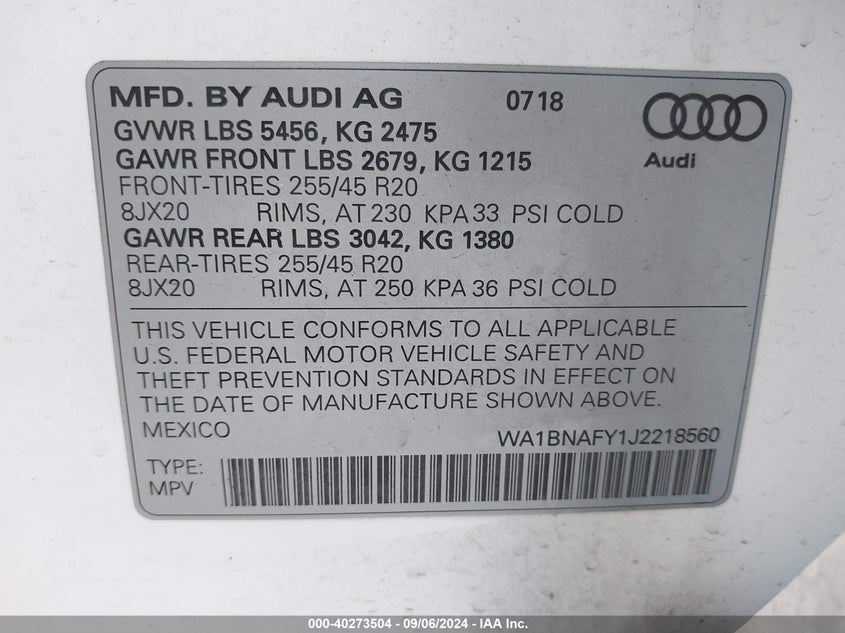 MFD. BY AUDI AG 0718
GVWR LBS 5456, KG 2475
GAWR FRONT LBS 2679, KG 1215
Audi
FRONT-TIRES 255/45 R20
8JX20 RIMS, AT 230 KPA 33 PSI COLD
GAWR REAR LBS 3042, KG 1380
REAR-TIRES 255/45 R20
8JX20 RIMS, AT 250 KPA 36 PSI COLD
THIS VEHICLE CONFORMS TO ALL APPLICABLE
U.S. FEDERAL MOTOR VEHICLE SAFETY AND
THEFT PREVENTION STANDARDS IN EFFECT ON
THE DATE OF MANUFACTURE SHOWN ABOVE.
MEXICO WA1BNAFY1J2218560
TYPE:
MPV
000-40273504 - 09/06/2024 - IAA Inc.